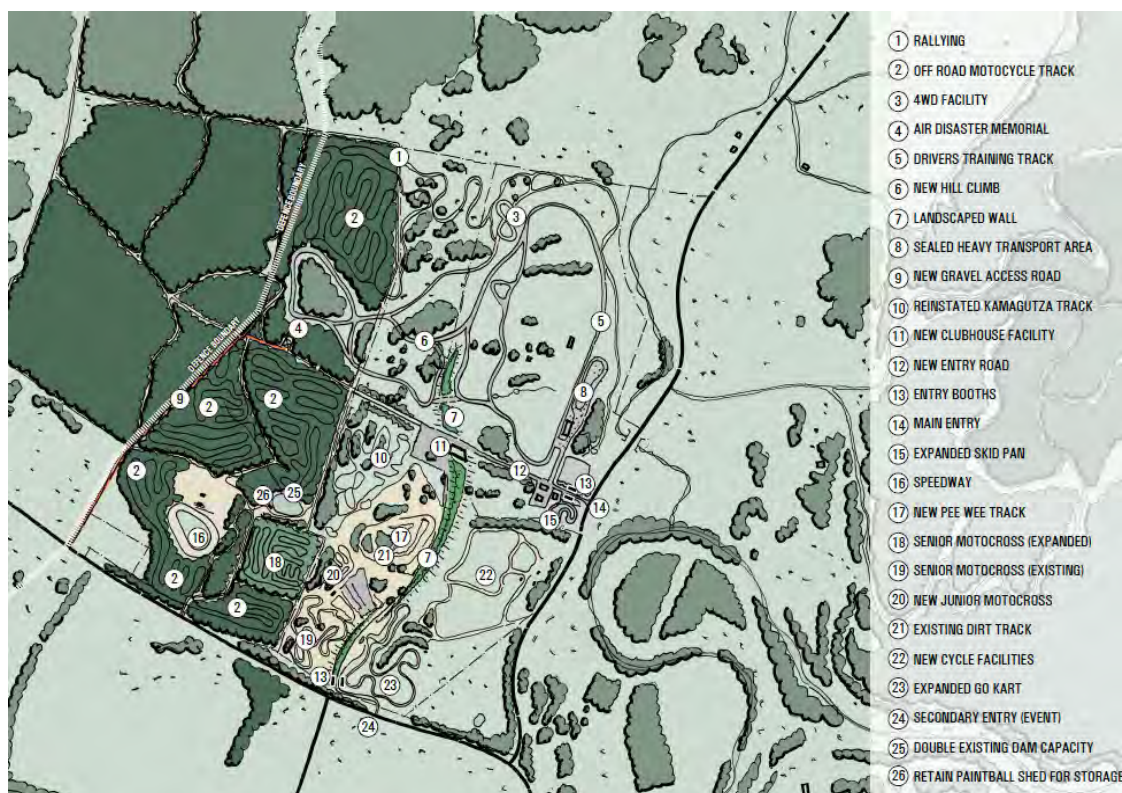 1 RALLYING
2 OFF ROAD MOTOCYCLE TRACK
3 4WD FACILITY
4 AIR DISASTER MEMORIAL
5 DRIVERS TRAINING TRACK
6 NEW HILL CLIMB
7 LANDSCAPED WALL
8 SEALED HEAVY TRANSPORT AREA
9 NEW GRAVEL ACCESS ROAD
10 REINSTATED KAMAGUTZA TRACK
11 NEW CLUBHOUSE FACILITY
12 NEW ENTRY ROAD
13 ENTRY BOOTHS
14 MAIN ENTRY
15 EXPANDED SKID PAN
16 SPEEDWAY
17 NEW PEE WEE TRACK
18 SENIOR MOTOCROSS (EXPANDED)
19 SENIOR MOTOCROSS (EXISTING)
20 NEW JUNIOR MOTOCROSS
21 EXISTING DIRT TRACK
22 NEW CYCLE FACILITIES
23 EXPANDED GO KART
24 SECONDARY ENTRY (EVENT)
25 DOUBLE EXISTING DAM CAPACITY
26 RETAIN PAINTBALL SHED FOR STORAGE
DEFENCE BOUNDARY
DEFENCE BOUNDARY
1
2
3
4
5
6
7
8
9
2
2
10
11
12
13
14
15
2
26
25
16
17
21
7
18
20
22
2
2
19
13
23
24